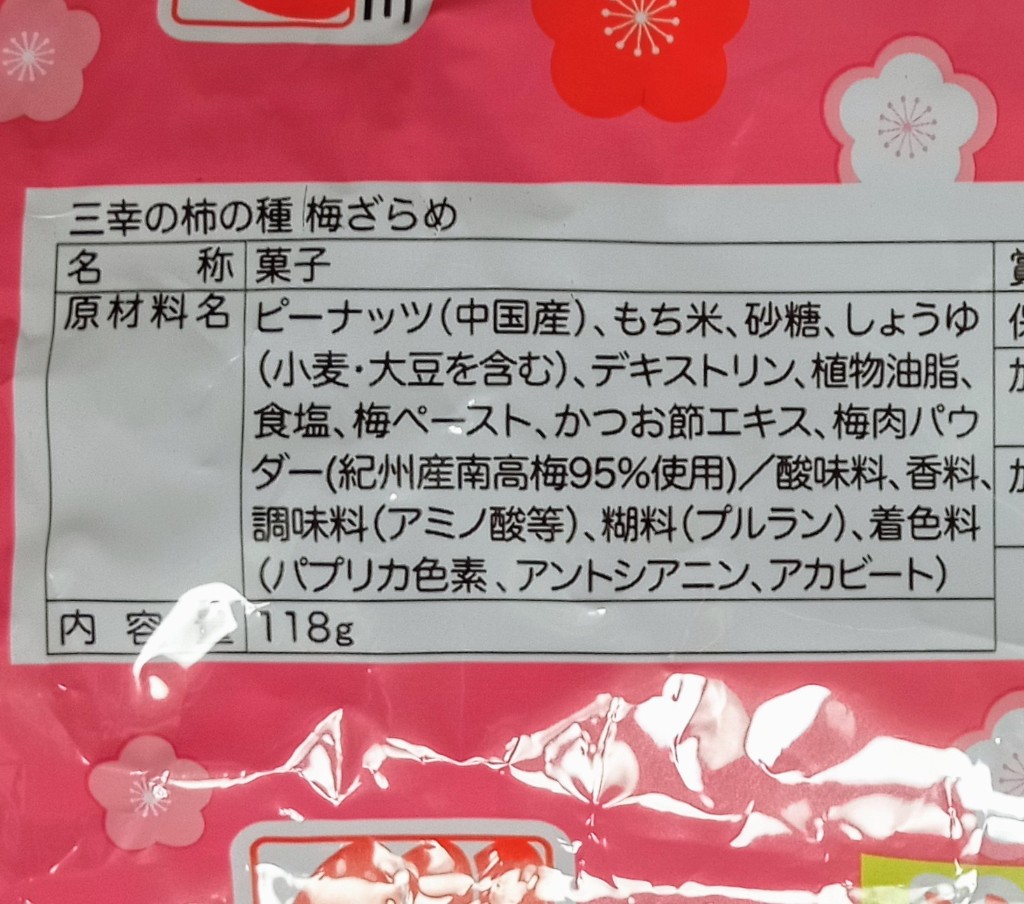 三幸の柿の種 梅ざらめ
名 称 菓子
原材料名 ピーナッツ(中国産)、もち米、砂糖、しょうゆ
(小麦・大豆を含む)、デキストリン、植物油脂、
食塩、梅ペースト、かつお節エキス、梅肉パウ
ダー(紀州産南高梅95%使用)/酸味料、香料、
調味料(アミノ酸等)、糊料(プルラン)、着色料
(パプリカ色素、アントシアニン、アカビート)
内 容 量 118g